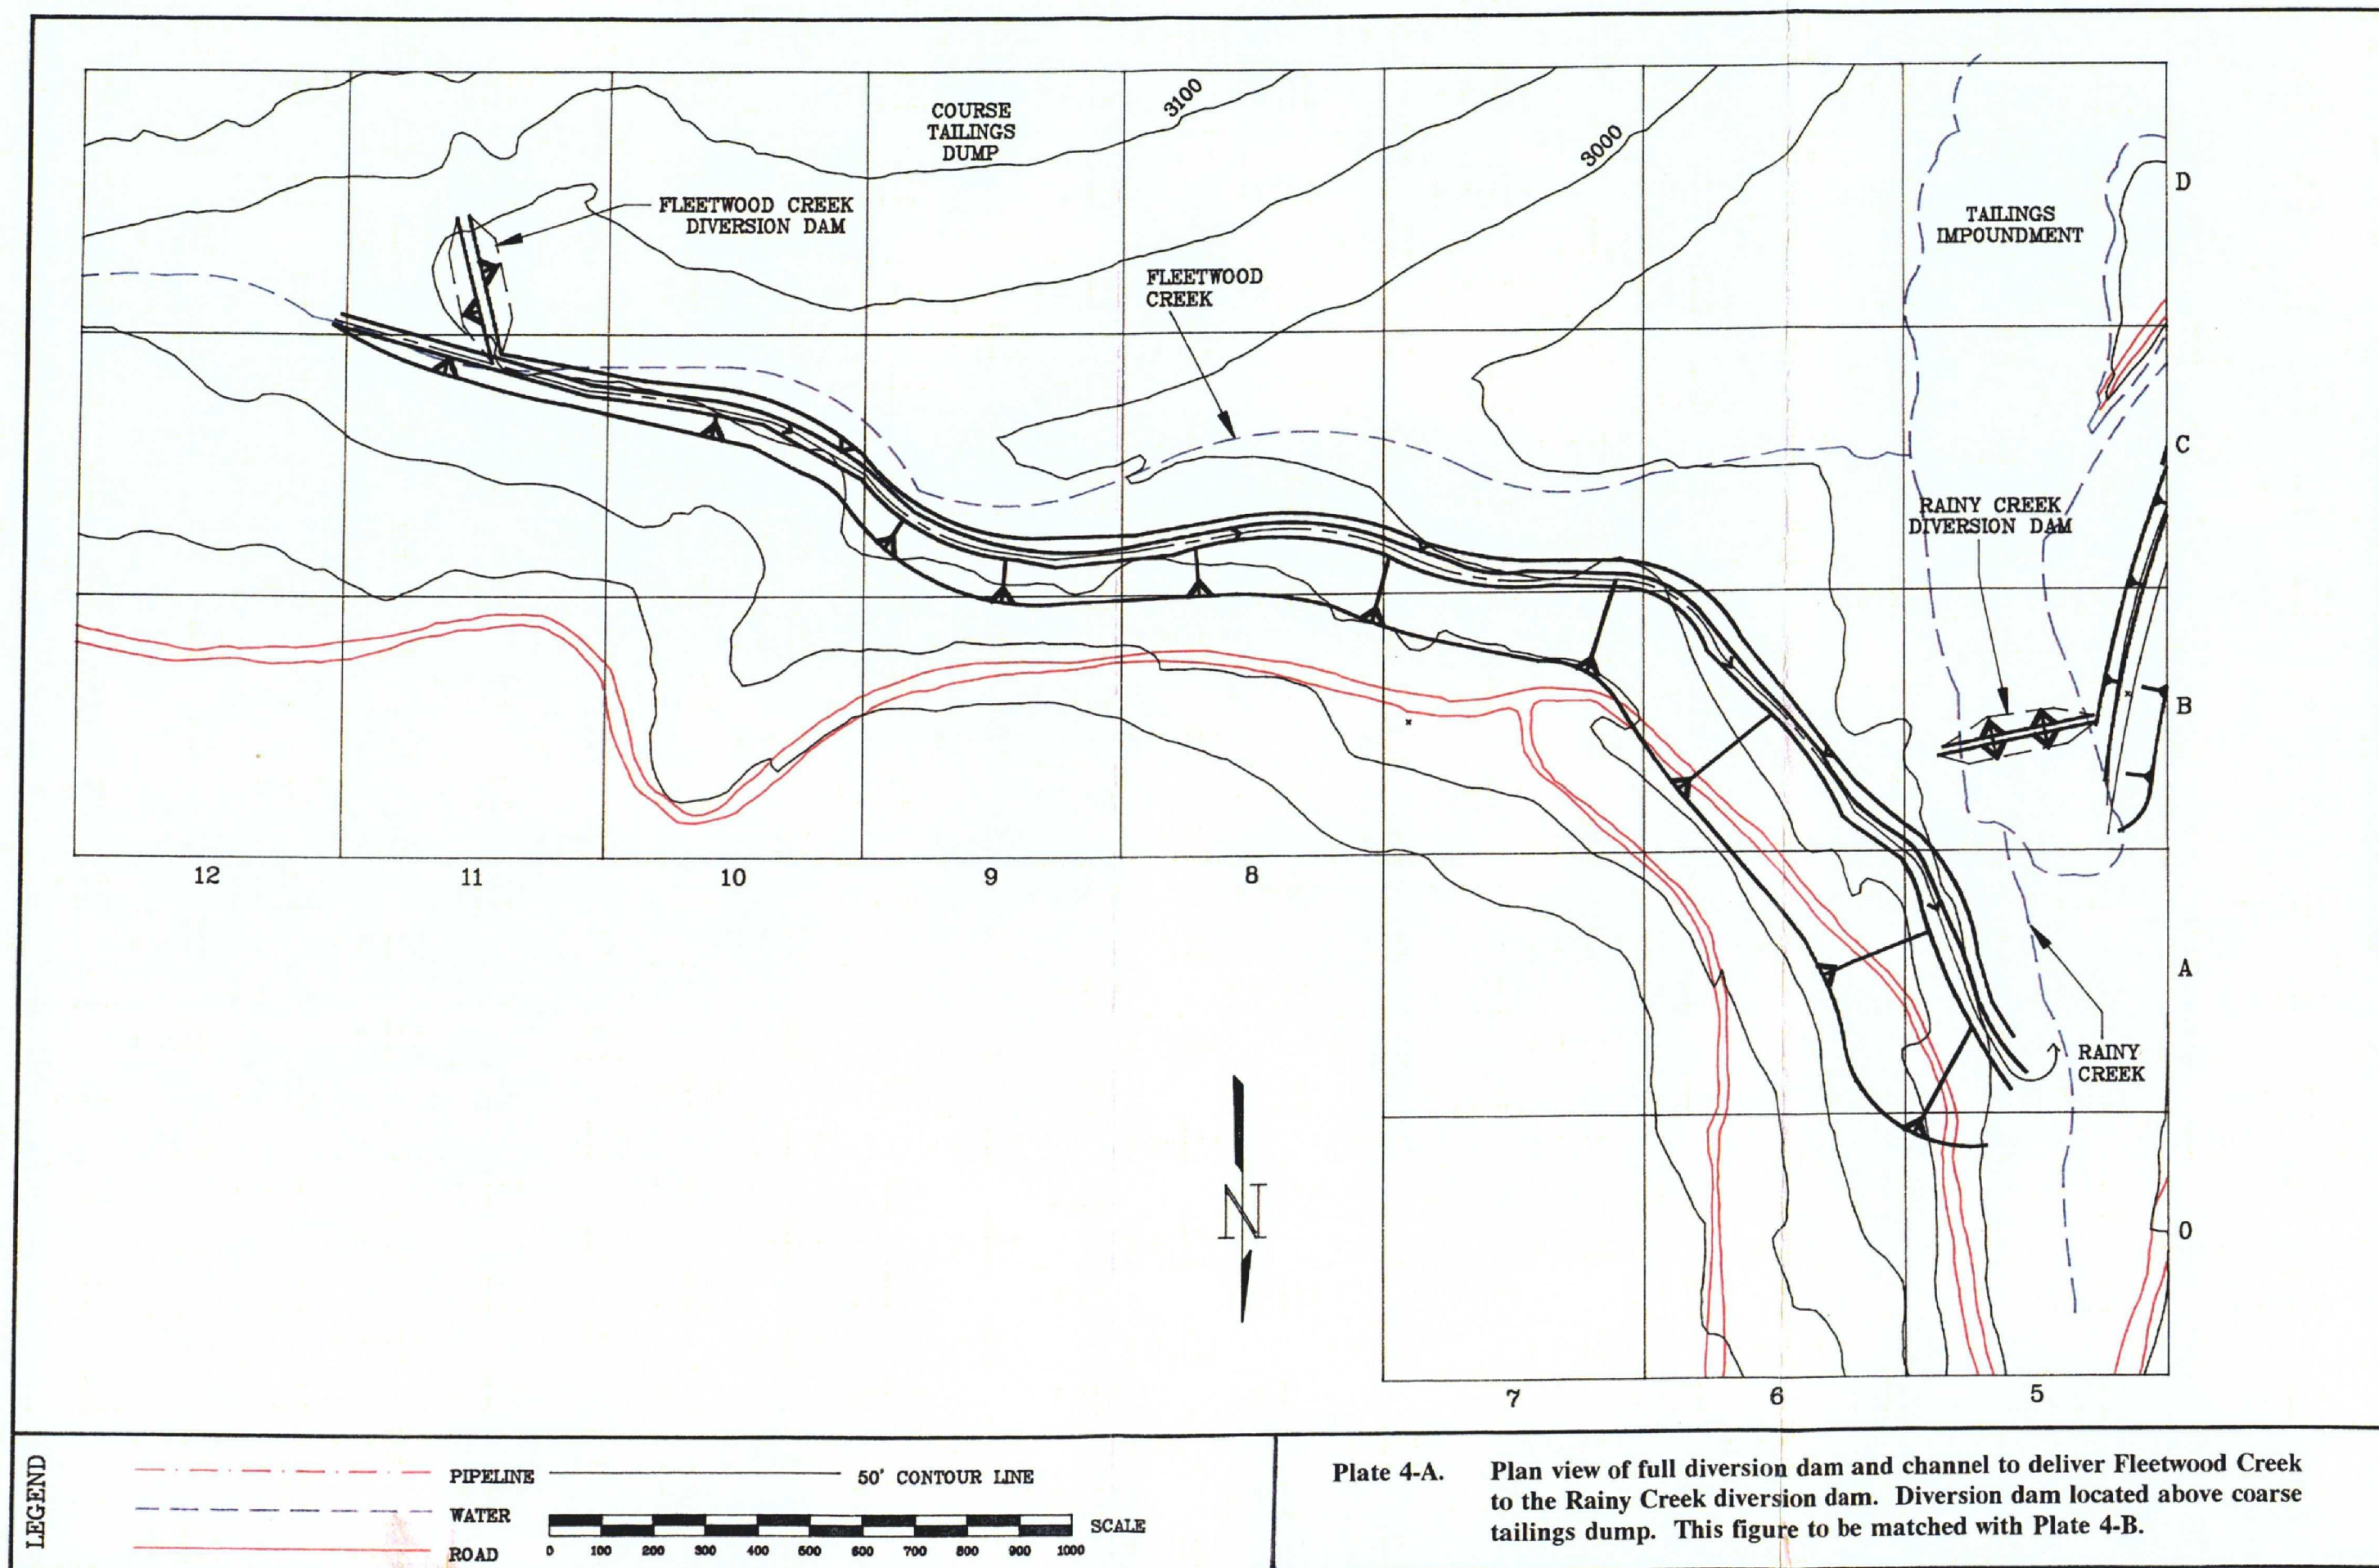 COURSE
TAILINGS
DUMP
3100
3000
D
FLEETWOOD CREEK
DIVERSION DAM
TAILINGS
IMPOUNDMENT
FLEETWOOD
CREEK
C
RAINY CREEK
DIVERSION DAM
B
12
11
10
9
8
A
RAINY
CREEK
N
0
7
6
5
LEGEND
PIPELINE
50' CONTOUR LINE
WATER
SCALE
ROAD
0 100 200 300 400 500 600 700 800 900 1000
Plate 4-A.
Plan view of full diversion dam and channel to deliver Fleetwood Creek
to the Rainy Creek diversion dam. Diversion dam located above coarse
tailings dump. This figure to be matched with Plate 4-B.